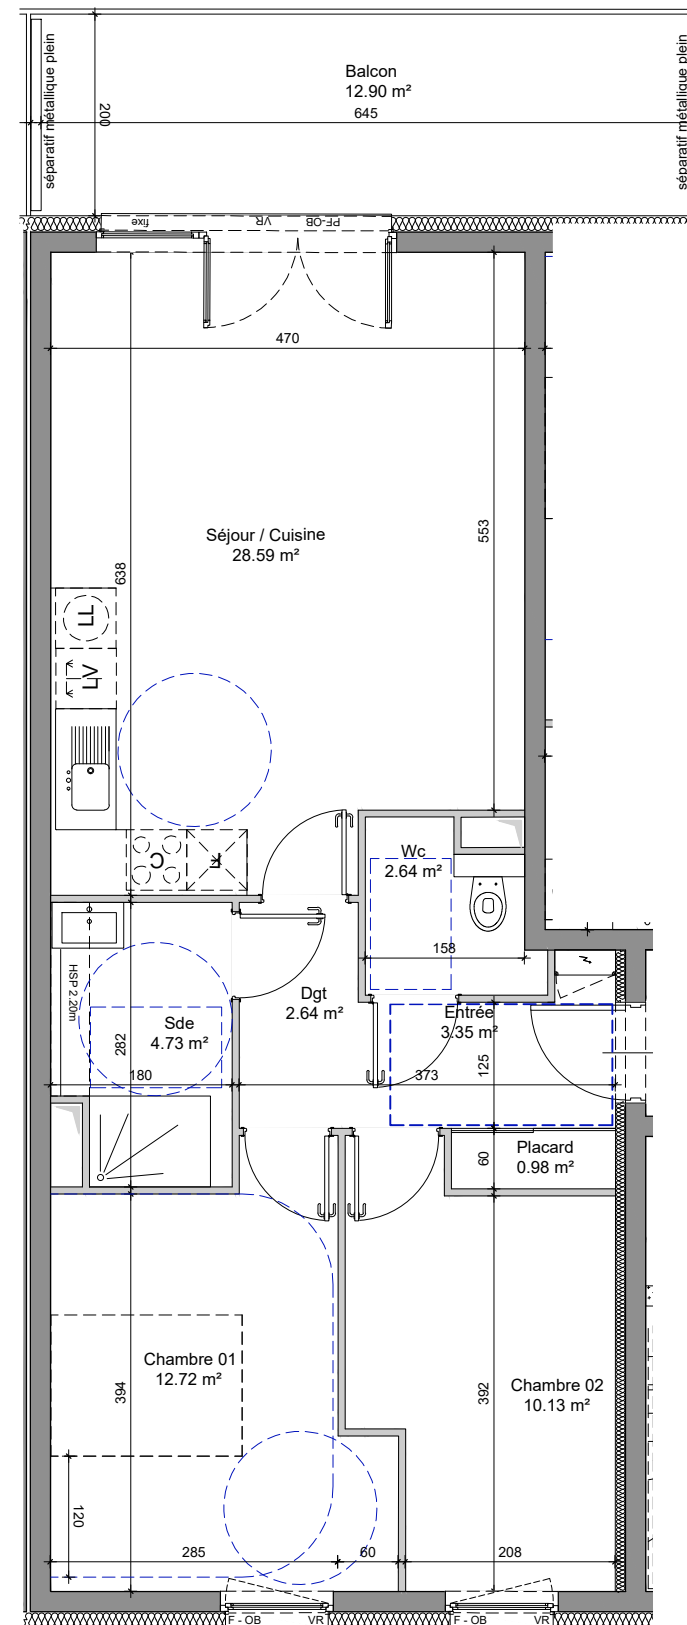 séparatif métallique plein
séparatif métallique plein
Balcon
12.90 m²
645
200
fixe
VR
PF-OB
470
553
638
Séjour / Cuisine
28.59 m²
LL
LV
C
F
Wc
2.64 m²
158
Dgt
2.64 m²
HSP 2.20m
Sde
4.73 m²
282
180
Entrée
3.35 m²
125
373
Placard
0.98 m²
60
Chambre 01
12.72 m²
394
Chambre 02
10.13 m²
392
120
285
60
208
F - OB
VR
F - OB
VR